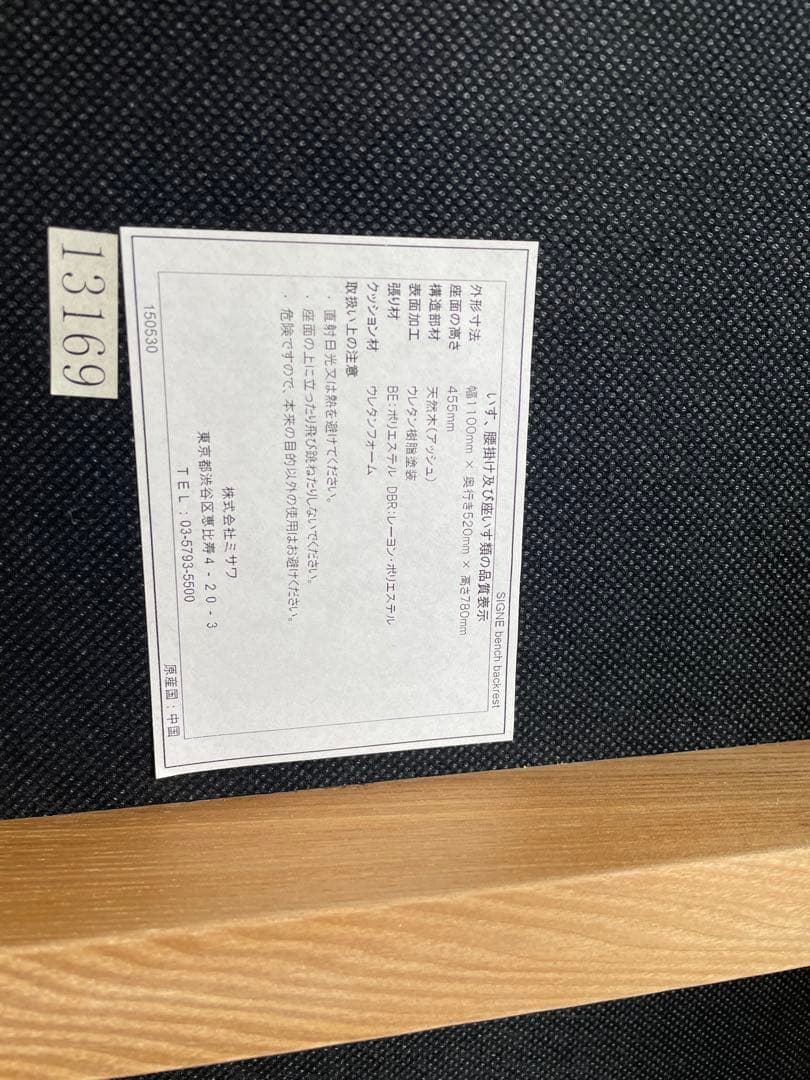 SIGNE bench backrest
いす、腰掛け及び座いす類の品質表示
外形寸法 幅1100mm × 奥行き520mm × 高さ780mm
座面の高さ 455mm
構造部材 天然木(アッシュ)
表面加工 ウレタン樹脂塗装
張り材 BE:ポリエステル DBR:レーヨン・ポリエステル
クッション材 ウレタンフォーム
取扱い上の注意
・直射日光又は熱を避けてください。
・座面の上に立ったり飛び跳ねたりしないでください。
・危険ですので、本来の目的以外の使用はお避けください。
株式会社ミサワ
東京都渋谷区恵比寿4-20-3
TEL:03-5793-5500
150530
原産国:中国
13169